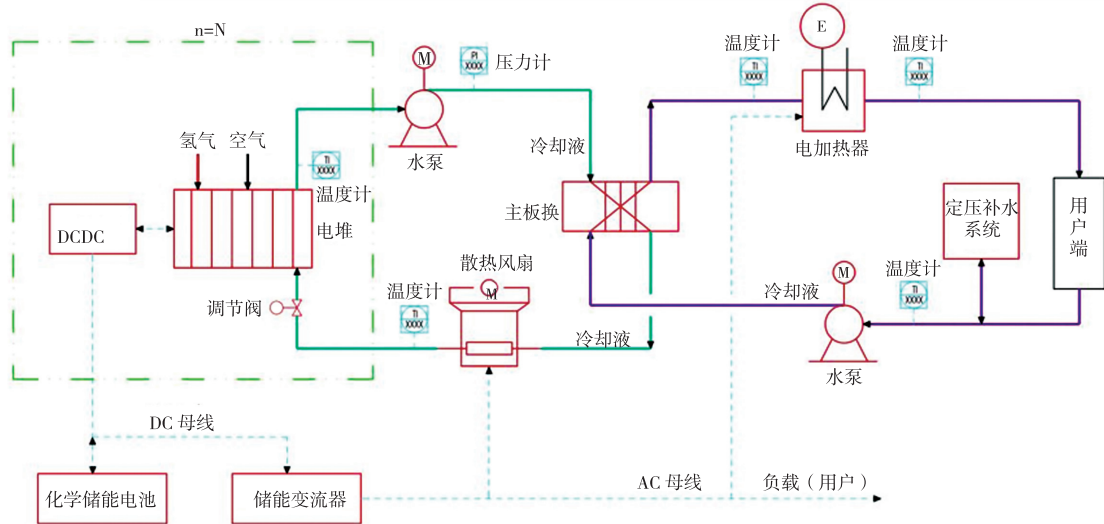 n=N
氢气
空气
TI
XXXX
温度计
电堆
DCDC
调节阀
M
水泵
PI
XXXX
压力计
冷却液
主板换
散热风扇
M
温度计
TI
XXXX
冷却液
温度计
TI
XXXX
E
电加热器
温度计
TI
XXXX
定压补水
系统
用户端
温度计
TI
XXXX
冷却液
M
水泵
DC 母线
化学储能电池
储能变流器
AC 母线
负载（用户）